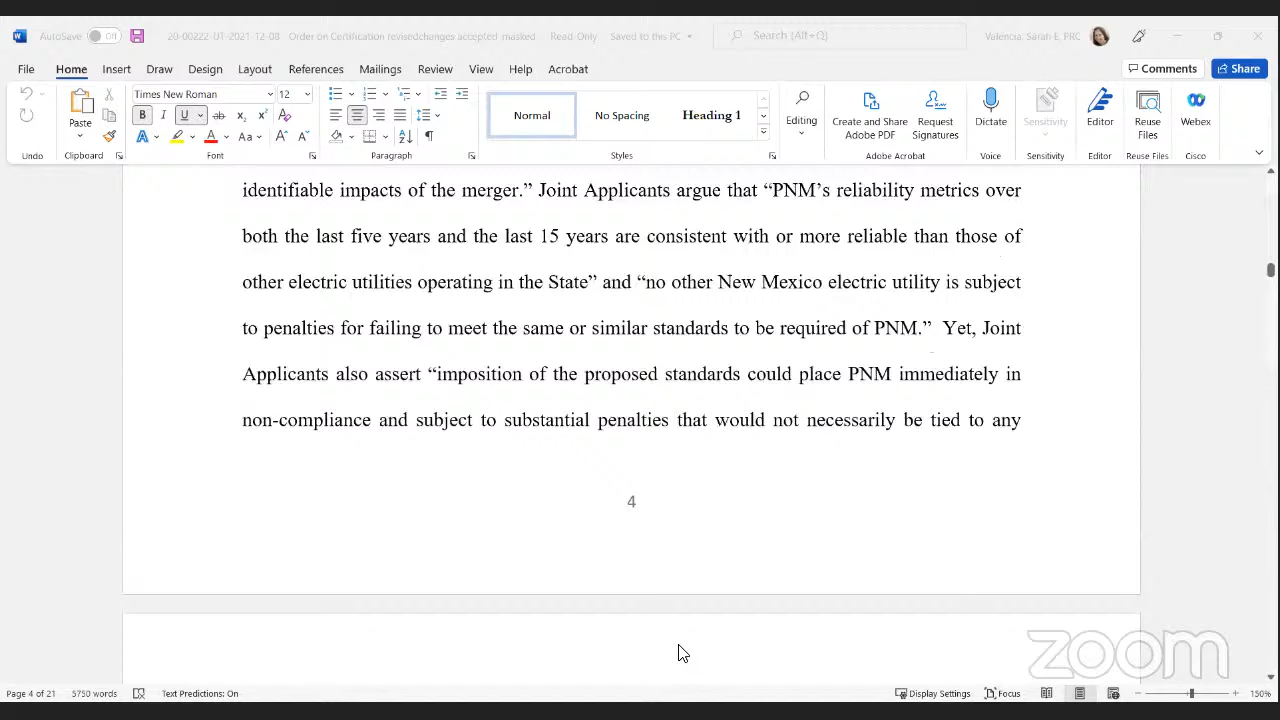 AutoSave Off 20-00222-UT-2021-12-08 Order on Certification revisedchanges accepted masked Read-Only Saved to this PC Search (Alt+Q) Valencia, Sarah E, PRC
File Home Insert Draw Design Layout References Mailings Review View Help Acrobat Comments Share
Times New Roman 12
Paste
Normal No Spacing Heading 1
Editing
Create and Share Adobe PDF
Request Signatures
Dictate
Sensitivity
Editor
Reuse Files
Webex
Undo Clipboard Font Paragraph Styles Adobe Acrobat Voice Sensitivity Editor Reuse Files Cisco
identifiable impacts of the merger.” Joint Applicants argue that “PNM’s reliability metrics over
both the last five years and the last 15 years are consistent with or more reliable than those of
other electric utilities operating in the State” and “no other New Mexico electric utility is subject
to penalties for failing to meet the same or similar standards to be required of PNM.” Yet, Joint
Applicants also assert “imposition of the proposed standards could place PNM immediately in
non-compliance and subject to substantial penalties that would not necessarily be tied to any
4
zoom
Page 4 of 21 5750 words Text Predictions: On Display Settings Focus 150%